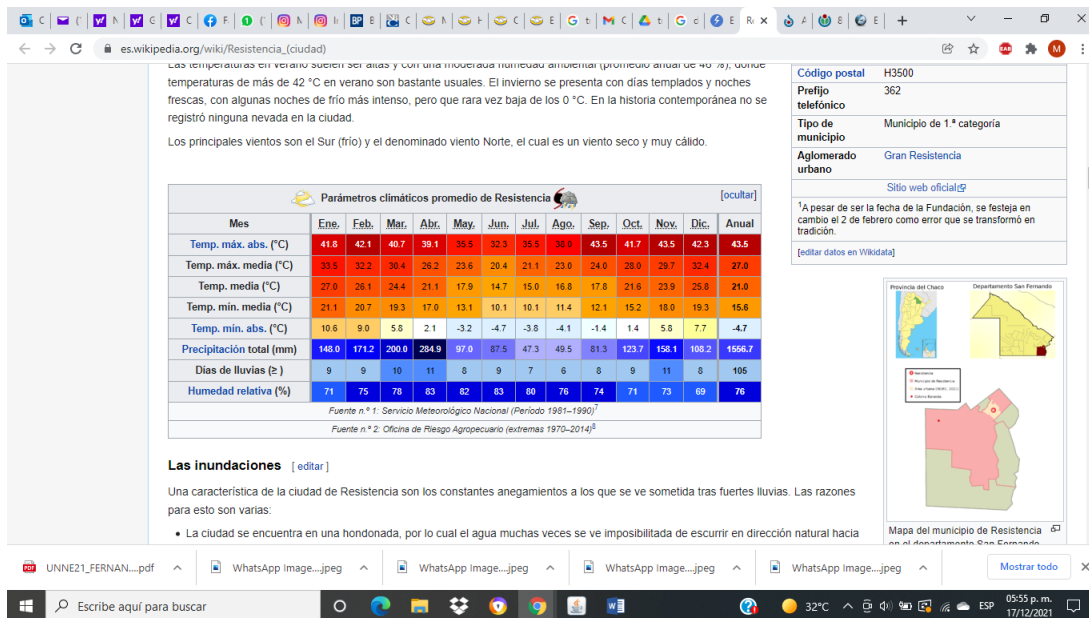 es.wikipedia.org/wiki/Resistencia_(ciudad)
temperaturas de más de 42 °C en verano son bastante usuales. El invierno se presenta con días templados y noches
frescas, con algunas noches de frío más intenso, pero que rara vez baja de los 0 °C. En la historia contemporánea no se
registró ninguna nevada en la ciudad.
Los principales vientos son el Sur (frío) y el denominado viento Norte, el cual es un viento seco y muy cálido.
Parámetros climáticos promedio de Resistencia [ocultar]
Mes Ene. Feb. Mar. Abr. May. Jun. Jul. Ago. Sep. Oct. Nov. Dic. Anual
Temp. máx. abs. (°C) 41.8 42.1 40.7 39.1 35.5 32.3 35.5 38.0 43.5 41.7 43.5 42.3 43.5
Temp. máx. media (°C) 33.5 32.2 30.4 26.2 23.6 20.4 21.1 23.0 24.0 28.0 29.7 32.4 27.0
Temp. media (°C) 27.0 26.1 24.4 21.1 17.9 14.7 15.0 16.8 17.8 21.6 23.9 25.8 21.0
Temp. mín. media (°C) 21.1 20.7 19.3 17.0 13.1 10.1 10.1 11.4 12.1 15.2 18.0 19.3 15.6
Temp. mín. abs. (°C) 10.6 9.0 5.8 2.1 -3.2 -4.7 -3.8 -4.1 -1.4 1.4 5.8 7.7 -4.7
Precipitación total (mm) 148.0 171.2 200.0 284.9 97.0 87.5 47.3 49.5 81.3 123.7 158.1 108.2 1556.7
Días de lluvias (≥ ) 9 9 10 11 8 9 7 6 8 9 11 8 105
Humedad relativa (%) 71 75 78 83 82 83 80 76 74 71 73 69 76
Fuente n.º 1: Servicio Meteorológico Nacional (Período 1981–1990)7
Fuente n.º 2: Oficina de Riesgo Agropecuario (extremas 1970–2014)8
Las inundaciones [ editar ]
Una característica de la ciudad de Resistencia son los constantes anegamientos a los que se ve sometida tras fuertes lluvias. Las razones
para esto son varias:
• La ciudad se encuentra en una hondonada, por lo cual el agua muchas veces se ve imposibilitada de escurrir en dirección natural hacia
Código postal H3500
Prefijo 362
telefónico
Tipo de Municipio de 1.ª categoría
municipio
Aglomerado Gran Resistencia
urbano
Sitio web oficial
1A pesar de ser la fecha de la Fundación, se festeja en
cambio el 2 de febrero como error que se transformó en
tradición.
[editar datos en Wikidata]
Provincia del Chaco Departamento San Fernando
Mapa del municipio de Resistencia
en el departamento San Fernando
UNNE21_FERNAN....pdf
WhatsApp Image....jpeg
WhatsApp Image....jpeg
WhatsApp Image....jpeg
WhatsApp Image....jpeg
Mostrar todo
Escribe aquí para buscar
32°C
ESP
05:55 p. m.
17/12/2021